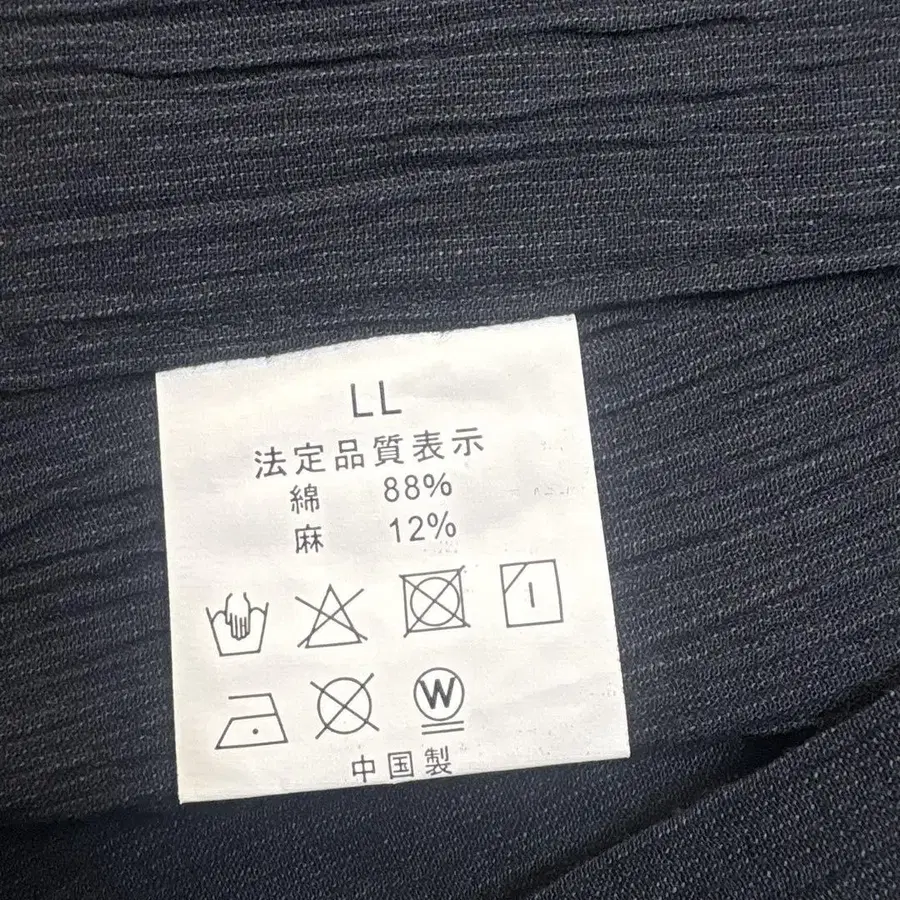 LL
法定品質表示
綿 88%
麻 12%
W
中国製